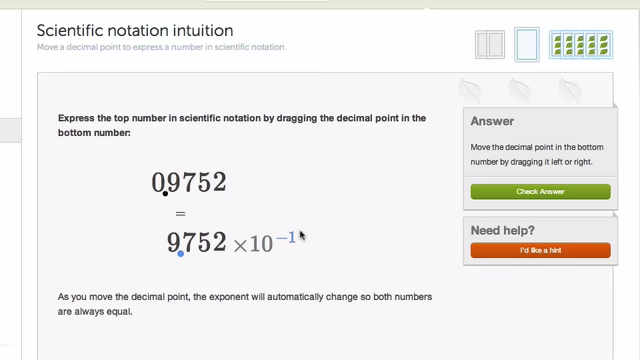 Scientific notation intuition
Move a decimal point to express a number in scientific notation.
Express the top number in scientific notation by dragging the decimal point in the
bottom number:
0.9752
=
9.752 × 10^-1
As you move the decimal point, the exponent will automatically change so both numbers
are always equal.
Answer
Move the decimal point in the bottom
number by dragging it left or right.
Check Answer
Need help?
I'd like a hint